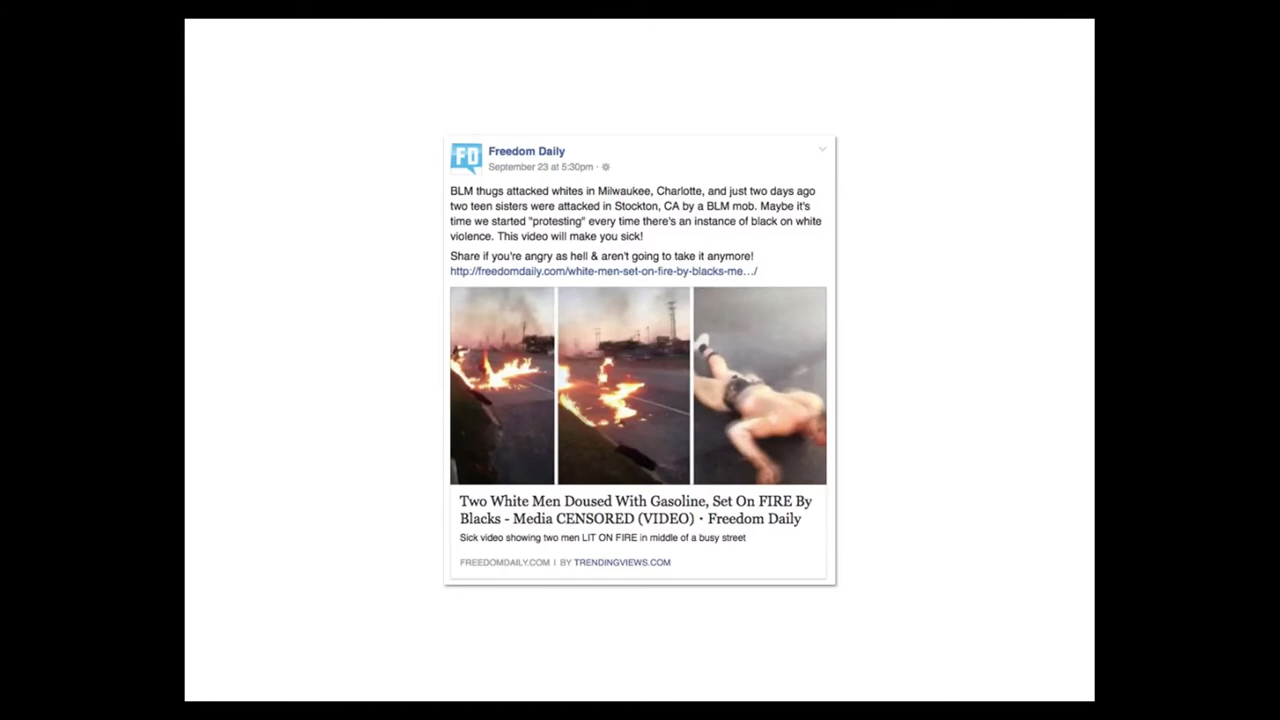 FD
Freedom Daily
September 23 at 5:30pm ·
BLM thugs attacked whites in Milwaukee, Charlotte, and just two days ago
two teen sisters were attacked in Stockton, CA by a BLM mob. Maybe it's
time we started "protesting" every time there's an instance of black on white
violence. This video will make you sick!
Share if you're angry as hell & aren't going to take it anymore!
http://freedomdaily.com/white-men-set-on-fire-by-blacks-me.../
Two White Men Doused With Gasoline, Set On FIRE By
Blacks - Media CENSORED (VIDEO) • Freedom Daily
Sick video showing two men LIT ON FIRE in middle of a busy street
FREEDOMDAILY.COM | BY TRENDINGVIEWS.COM